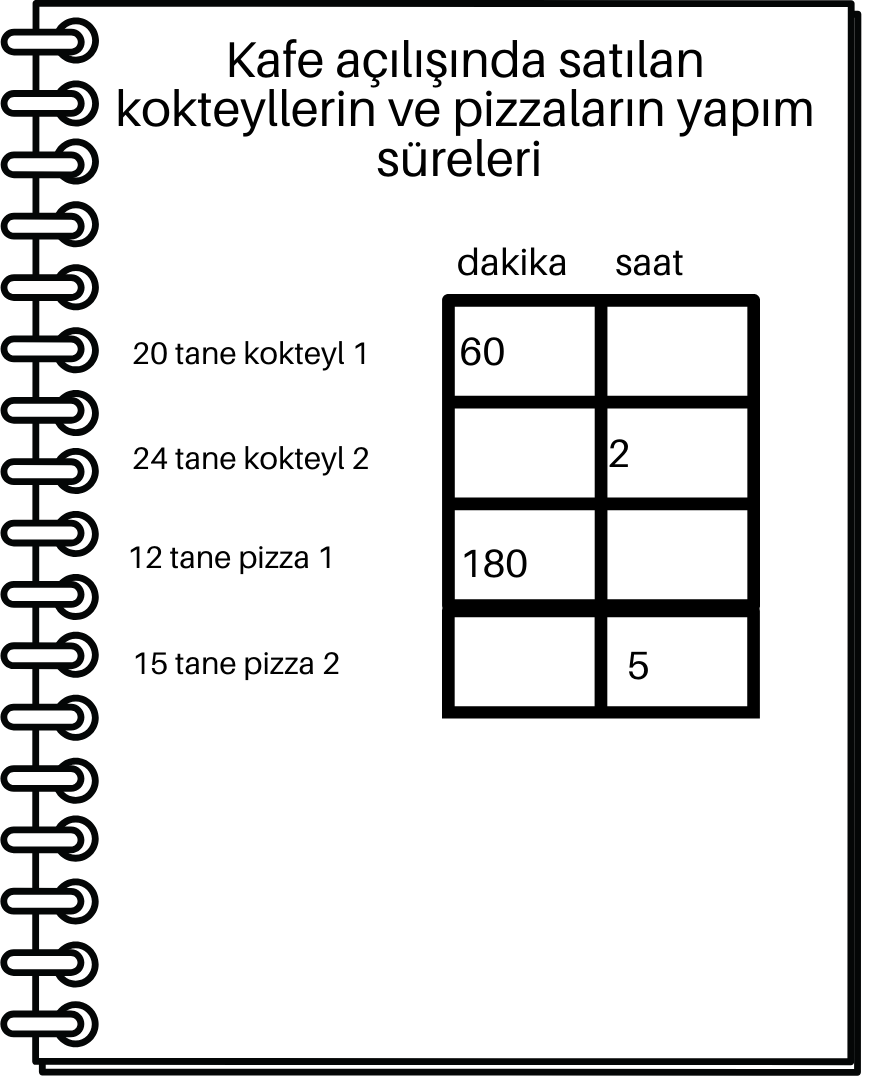 Kafe açılışında satılan
kokteyllerin ve pizzaların yapım
süreleri
dakika saat
20 tane kokteyl 1 60
24 tane kokteyl 2 2
12 tane pizza 1 180
15 tane pizza 2 5